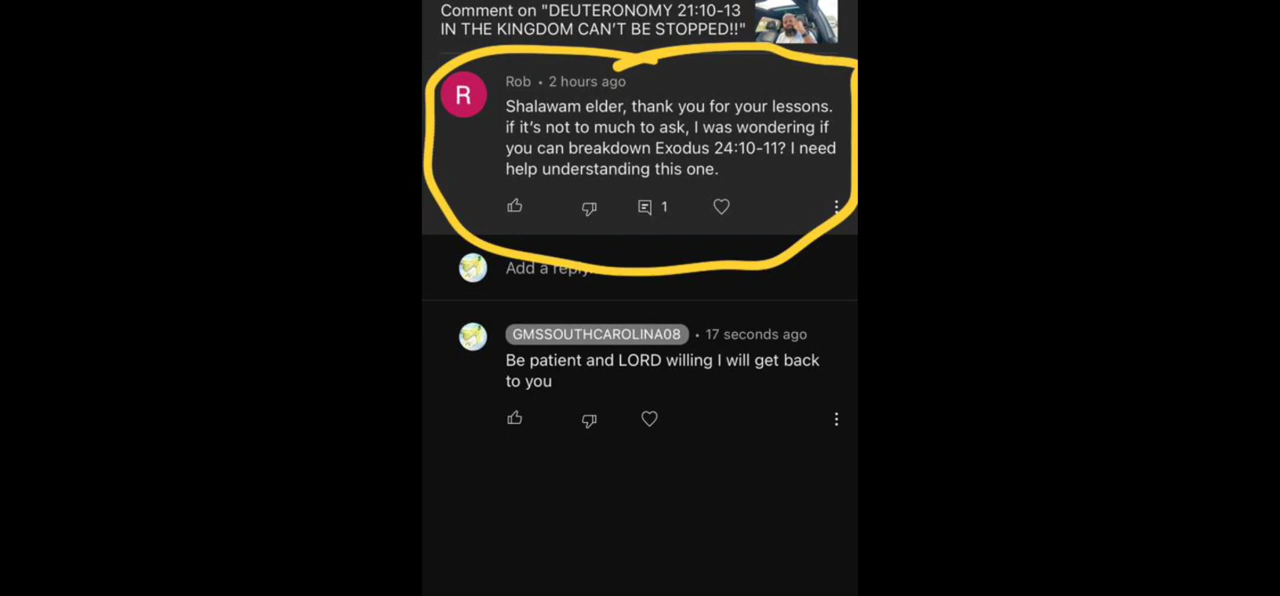 Comment on "DEUTERONOMY 21:10-13
IN THE KINGDOM CAN'T BE STOPPED!!"
R
Rob • 2 hours ago
Shalawam elder, thank you for your lessons.
if it's not to much to ask, I was wondering if
you can breakdown Exodus 24:10-11? I need
help understanding this one.
1
Add a reply...
GMSSOUTHCAROLINA08 • 17 seconds ago
Be patient and LORD willing I will get back
to you